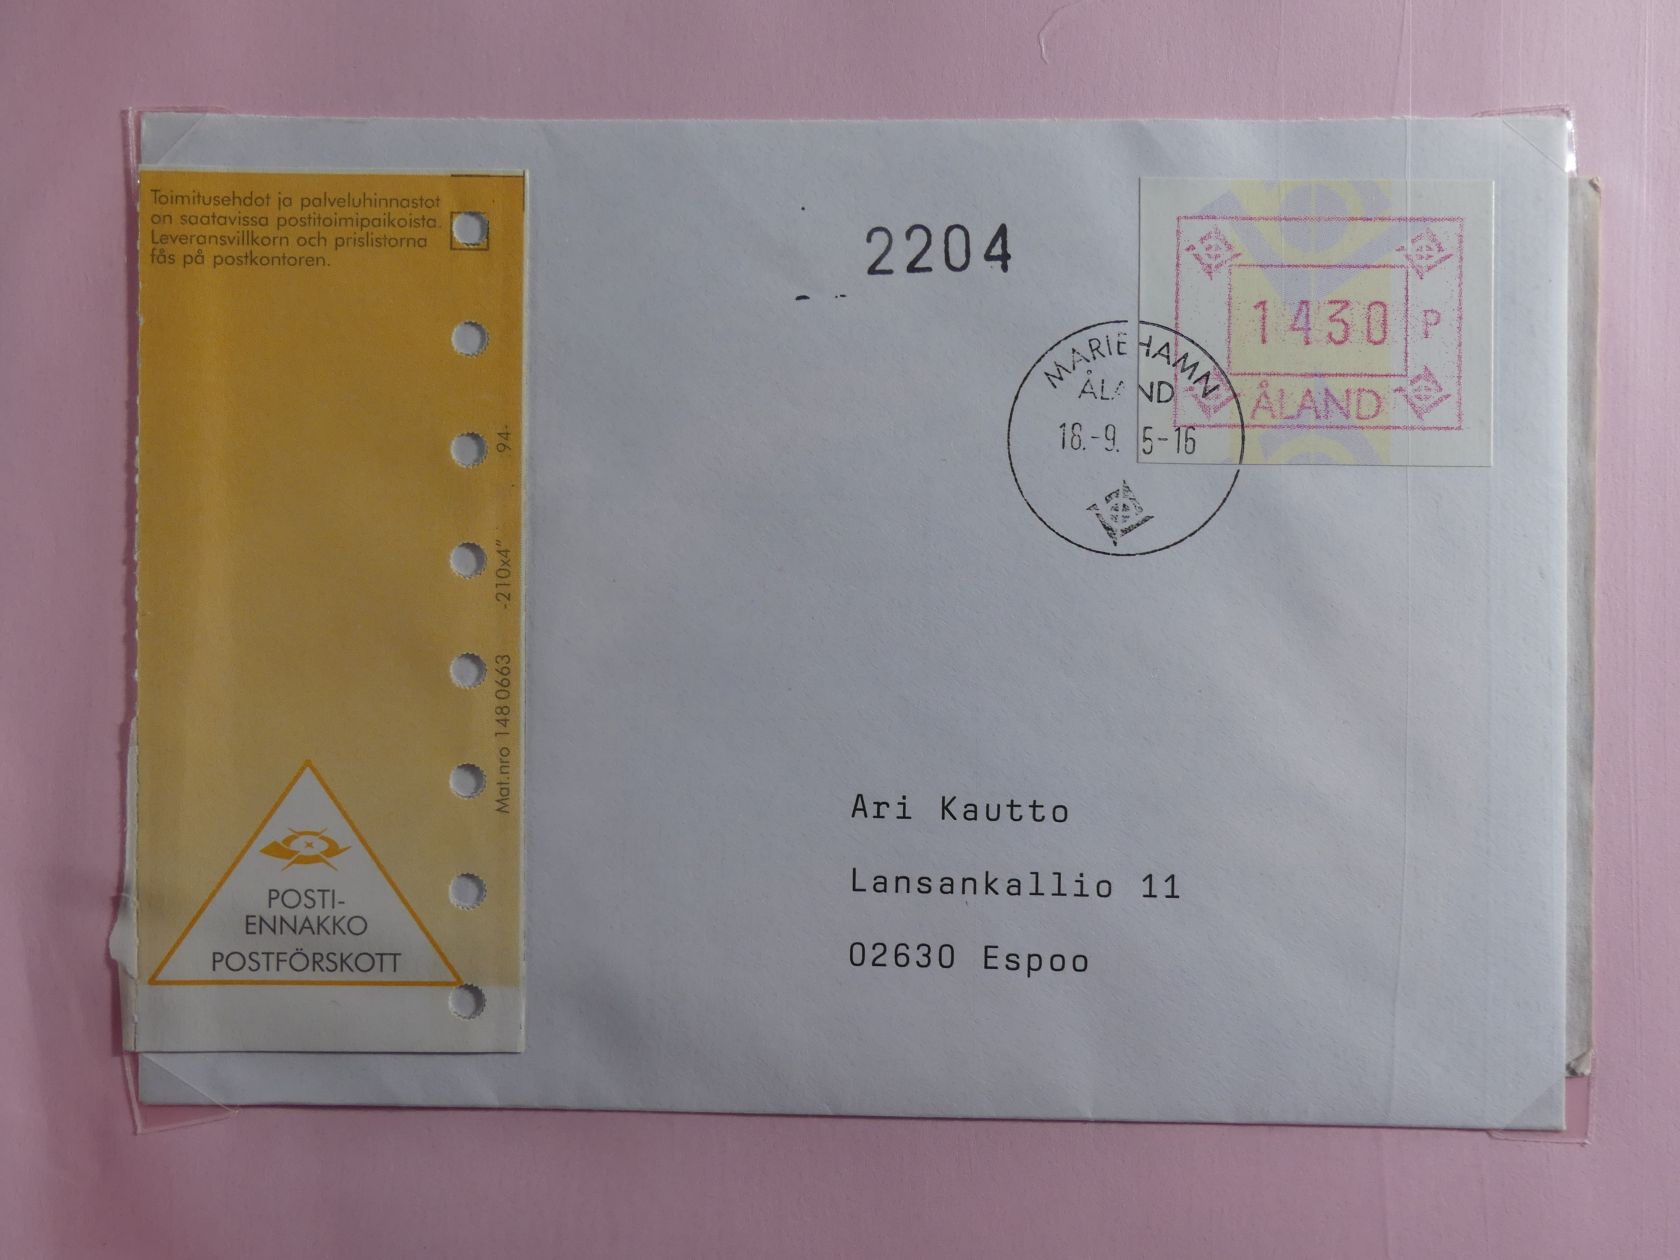 Toimitusehdot ja palveluhinnastot
on saatavissa postitoimipaikoista.
Leveransvillkorn och prislistorna
fås på postkontoren.
Mat.nro 148 0663 -210x4" 94-
POSTI-
ENNAKKO
POSTFÖRSKOTT
2204
1430 P
ÅLAND
MARIEHAMN
ÅLAND
18.-9. 5-16
Ari Kautto
Lansankallio 11
02630 Espoo